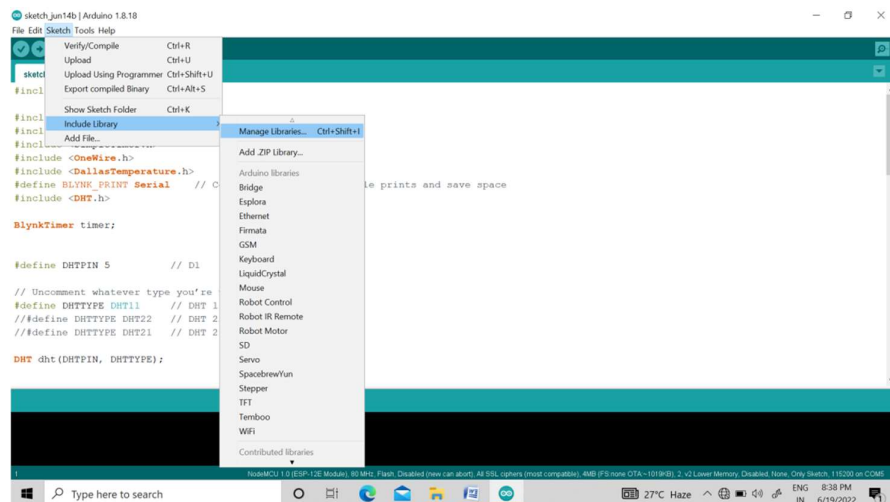 sketch_jun14b | Arduino 1.8.18
File Edit Sketch Tools Help
Verify/Compile Ctrl+R
Upload Ctrl+U
Upload Using Programmer Ctrl+Shift+U
Export compiled Binary Ctrl+Alt+S
Show Sketch Folder Ctrl+K
Include Library
Add File...
Manage Libraries... Ctrl+Shift+I
Add .ZIP Library...
Arduino libraries
Bridge
Esplora
Ethernet
Firmata
GSM
Keyboard
LiquidCrystal
Mouse
Robot Control
Robot IR Remote
Robot Motor
SD
Servo
SpacebrewYun
Stepper
TFT
Temboo
WiFi
Contributed libraries
#include <OneWire.h>
#include <DallasTemperature.h>
#define BLYNK_PRINT Serial // C le prints and save space
#include <DHT.h>
BlynkTimer timer;
#define DHTPIN 5 // D1
// Uncomment whatever type you're
#define DHTTYPE DHT11 // DHT 1
//#define DHTTYPE DHT22 // DHT 2
//#define DHTTYPE DHT21 // DHT 2
DHT dht(DHTPIN, DHTTYPE);
1 NodeMCU 1.0 (ESP-12E Module), 80 MHz, Flash, Disabled (new can abort), All SSL ciphers (most compatible), 4MB (FS:none OTA:~1019KB), 2, v2 Lower Memory, Disabled, None, Only Sketch, 115200 on COM5
Type here to search
27°C Haze
ENG 8:38 PM
IN 6/19/2022